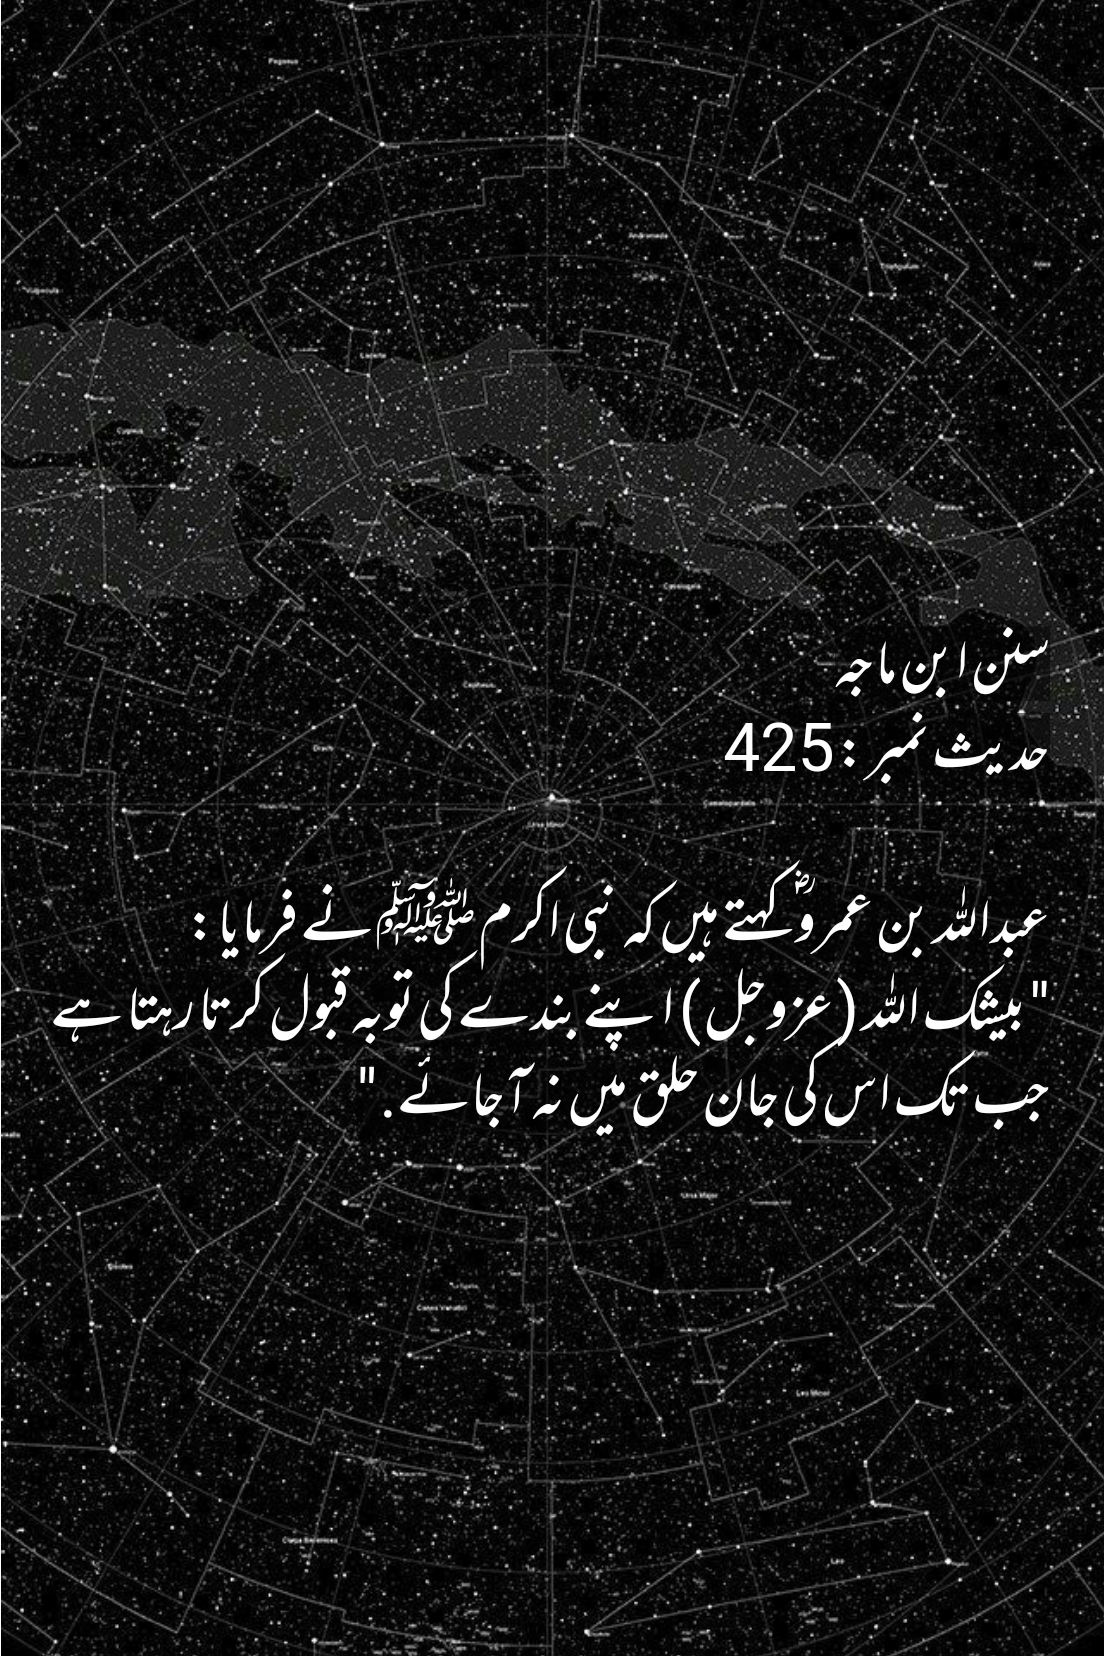 سنن ابن ماجہ
حدیث نمبر : 425
عبداللہ بن عمروؓ کہتے ہیں کہ نبی اکرم ﷺ نے فرمایا :
"بیشک اللہ (عزوجل) اپنے بندے کی توبہ قبول کرتا رہتا ہے
جب تک اس کی جان حلق میں نہ آ جائے ."